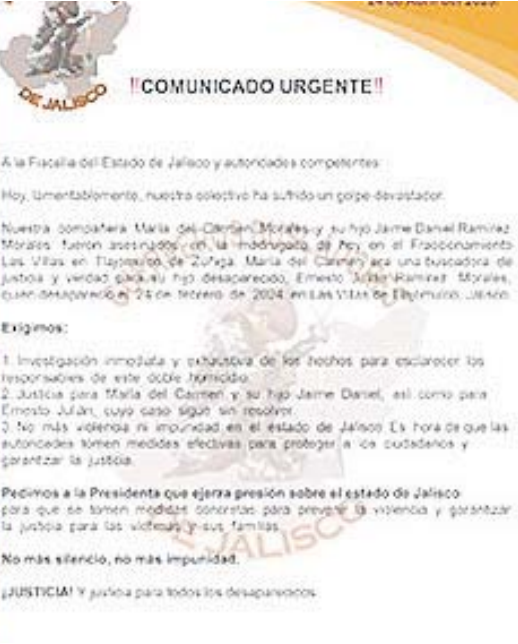 DE JALISCO
‼COMUNICADO URGENTE‼
A la Fiscalía del Estado de Jalisco y autoridades competentes:
Hoy, lamentablemente, nuestro colectivo ha sufrido un golpe devastador.
Nuestra compañera María del Carmen Morales y su hijo Jaime Daniel Ramírez
Morales fueron asesinados en la madrugada de hoy en el Fraccionamiento
Las Villas en Tlajomulco de Zúñiga. María del Carmen era una buscadora de
justicia y verdad para su hijo desaparecido, Ernesto Julián Ramírez Morales,
quien desapareció el 24 de febrero de 2024, en Las Villas de Tlajomulco, Jalisco.
Exigimos:
1. Investigación inmediata y exhaustiva de los hechos para esclarecer los
responsables de este doble homicidio.
2. Justicia para María del Carmen y su hijo Jaime Daniel, así como para
Ernesto Julián, cuyo caso sigue sin resolver.
3. No más violencia ni impunidad en el estado de Jalisco. Es hora de que las
autoridades tomen medidas efectivas para proteger a los ciudadanos y
garantizar la justicia.
Pedimos a la Presidenta que ejerza presión sobre el estado de Jalisco
para que se tomen medidas concretas para prevenir la violencia y garantizar
la justicia para las víctimas y sus familias.
JALISCO
No más silencio, no más impunidad.
¡JUSTICIA! Y justicia para todos los desaparecidos